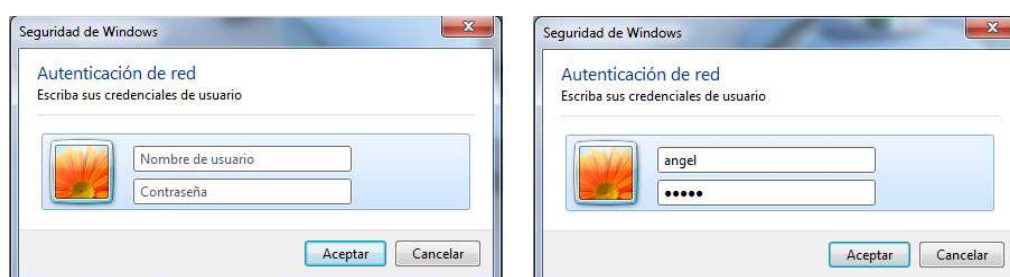 Seguridad de Windows
Autenticación de red
Escriba sus credenciales de usuario
Nombre de usuario
Contraseña
Aceptar Cancelar
Seguridad de Windows
Autenticación de red
Escriba sus credenciales de usuario
angel
•••••
Aceptar Cancelar